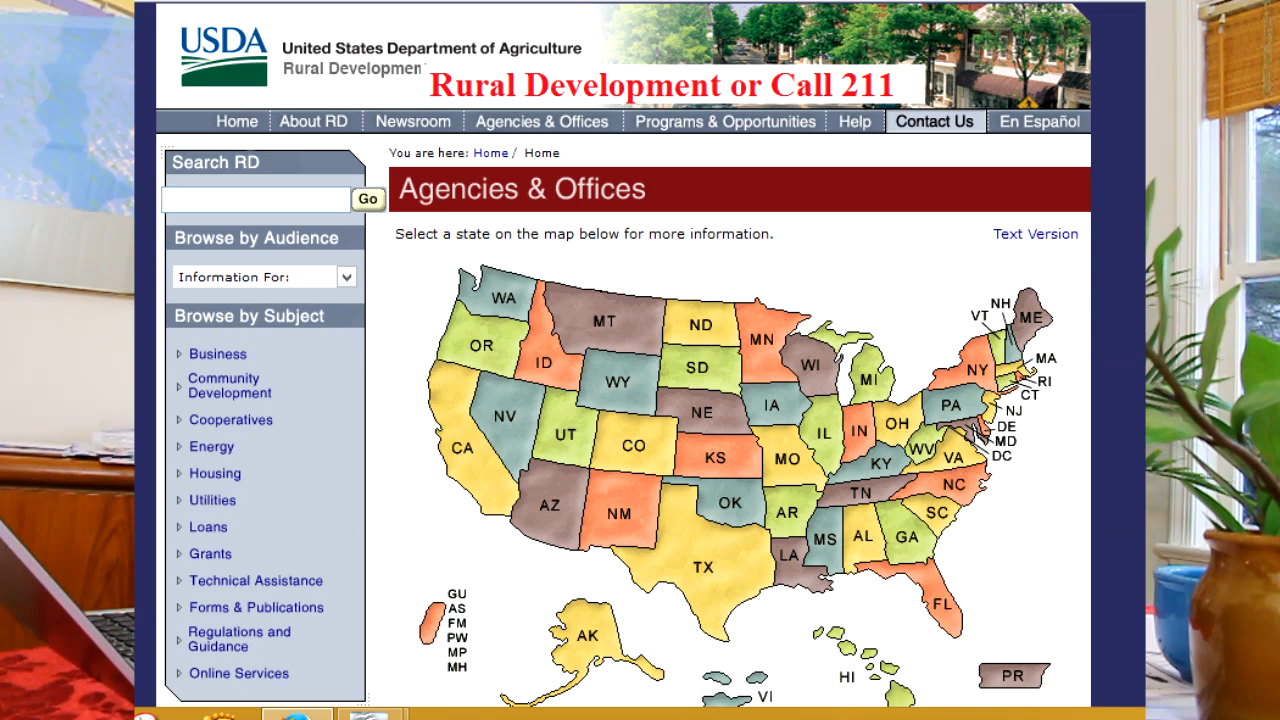 USDA
United States Department of Agriculture
Rural Developmen
Rural Development or Call 211
Home
About RD
Newsroom
Agencies & Offices
Programs & Opportunities
Help
Contact Us
En Español
Search RD
Go
Browse by Audience
Information For:
Browse by Subject
Business
Community
Development
Cooperatives
Energy
Housing
Utilities
Loans
Grants
Technical Assistance
Forms & Publications
Regulations and
Guidance
Online Services
You are here: Home / Home
Agencies & Offices
Select a state on the map below for more information.
Text Version
WA
MT
ND
MN
OR
ID
SD
WI
MI
WY
NE
IA
NV
UT
CO
KS
CA
AZ
NM
OK
TX
MO
AR
LA
IL
IN
OH
KY
TN
MS
AL
GA
FL
SC
NC
VA
WV
PA
NY
VT
NH
ME
MA
RI
CT
NJ
DE
MD
DC
GU
AS
FM
PW
MP
MH
AK
VI
HI
PR